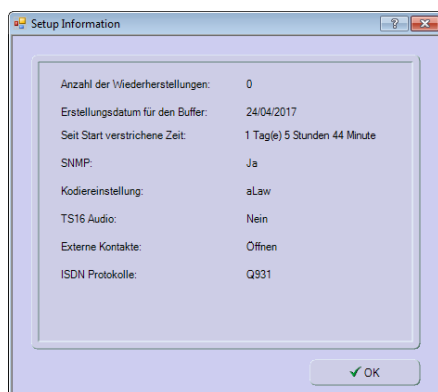 Setup Information
Anzahl der Wiederherstellungen: 0
Erstellungsdatum für den Buffer: 24/04/2017
Seit Start verstrichene Zeit: 1 Tag(e) 5 Stunden 44 Minute
SNMP: Ja
Kodiereinstellung: aLaw
TS16 Audio: Nein
Externe Kontakte: Öffnen
ISDN Protokolle: Q931
OK